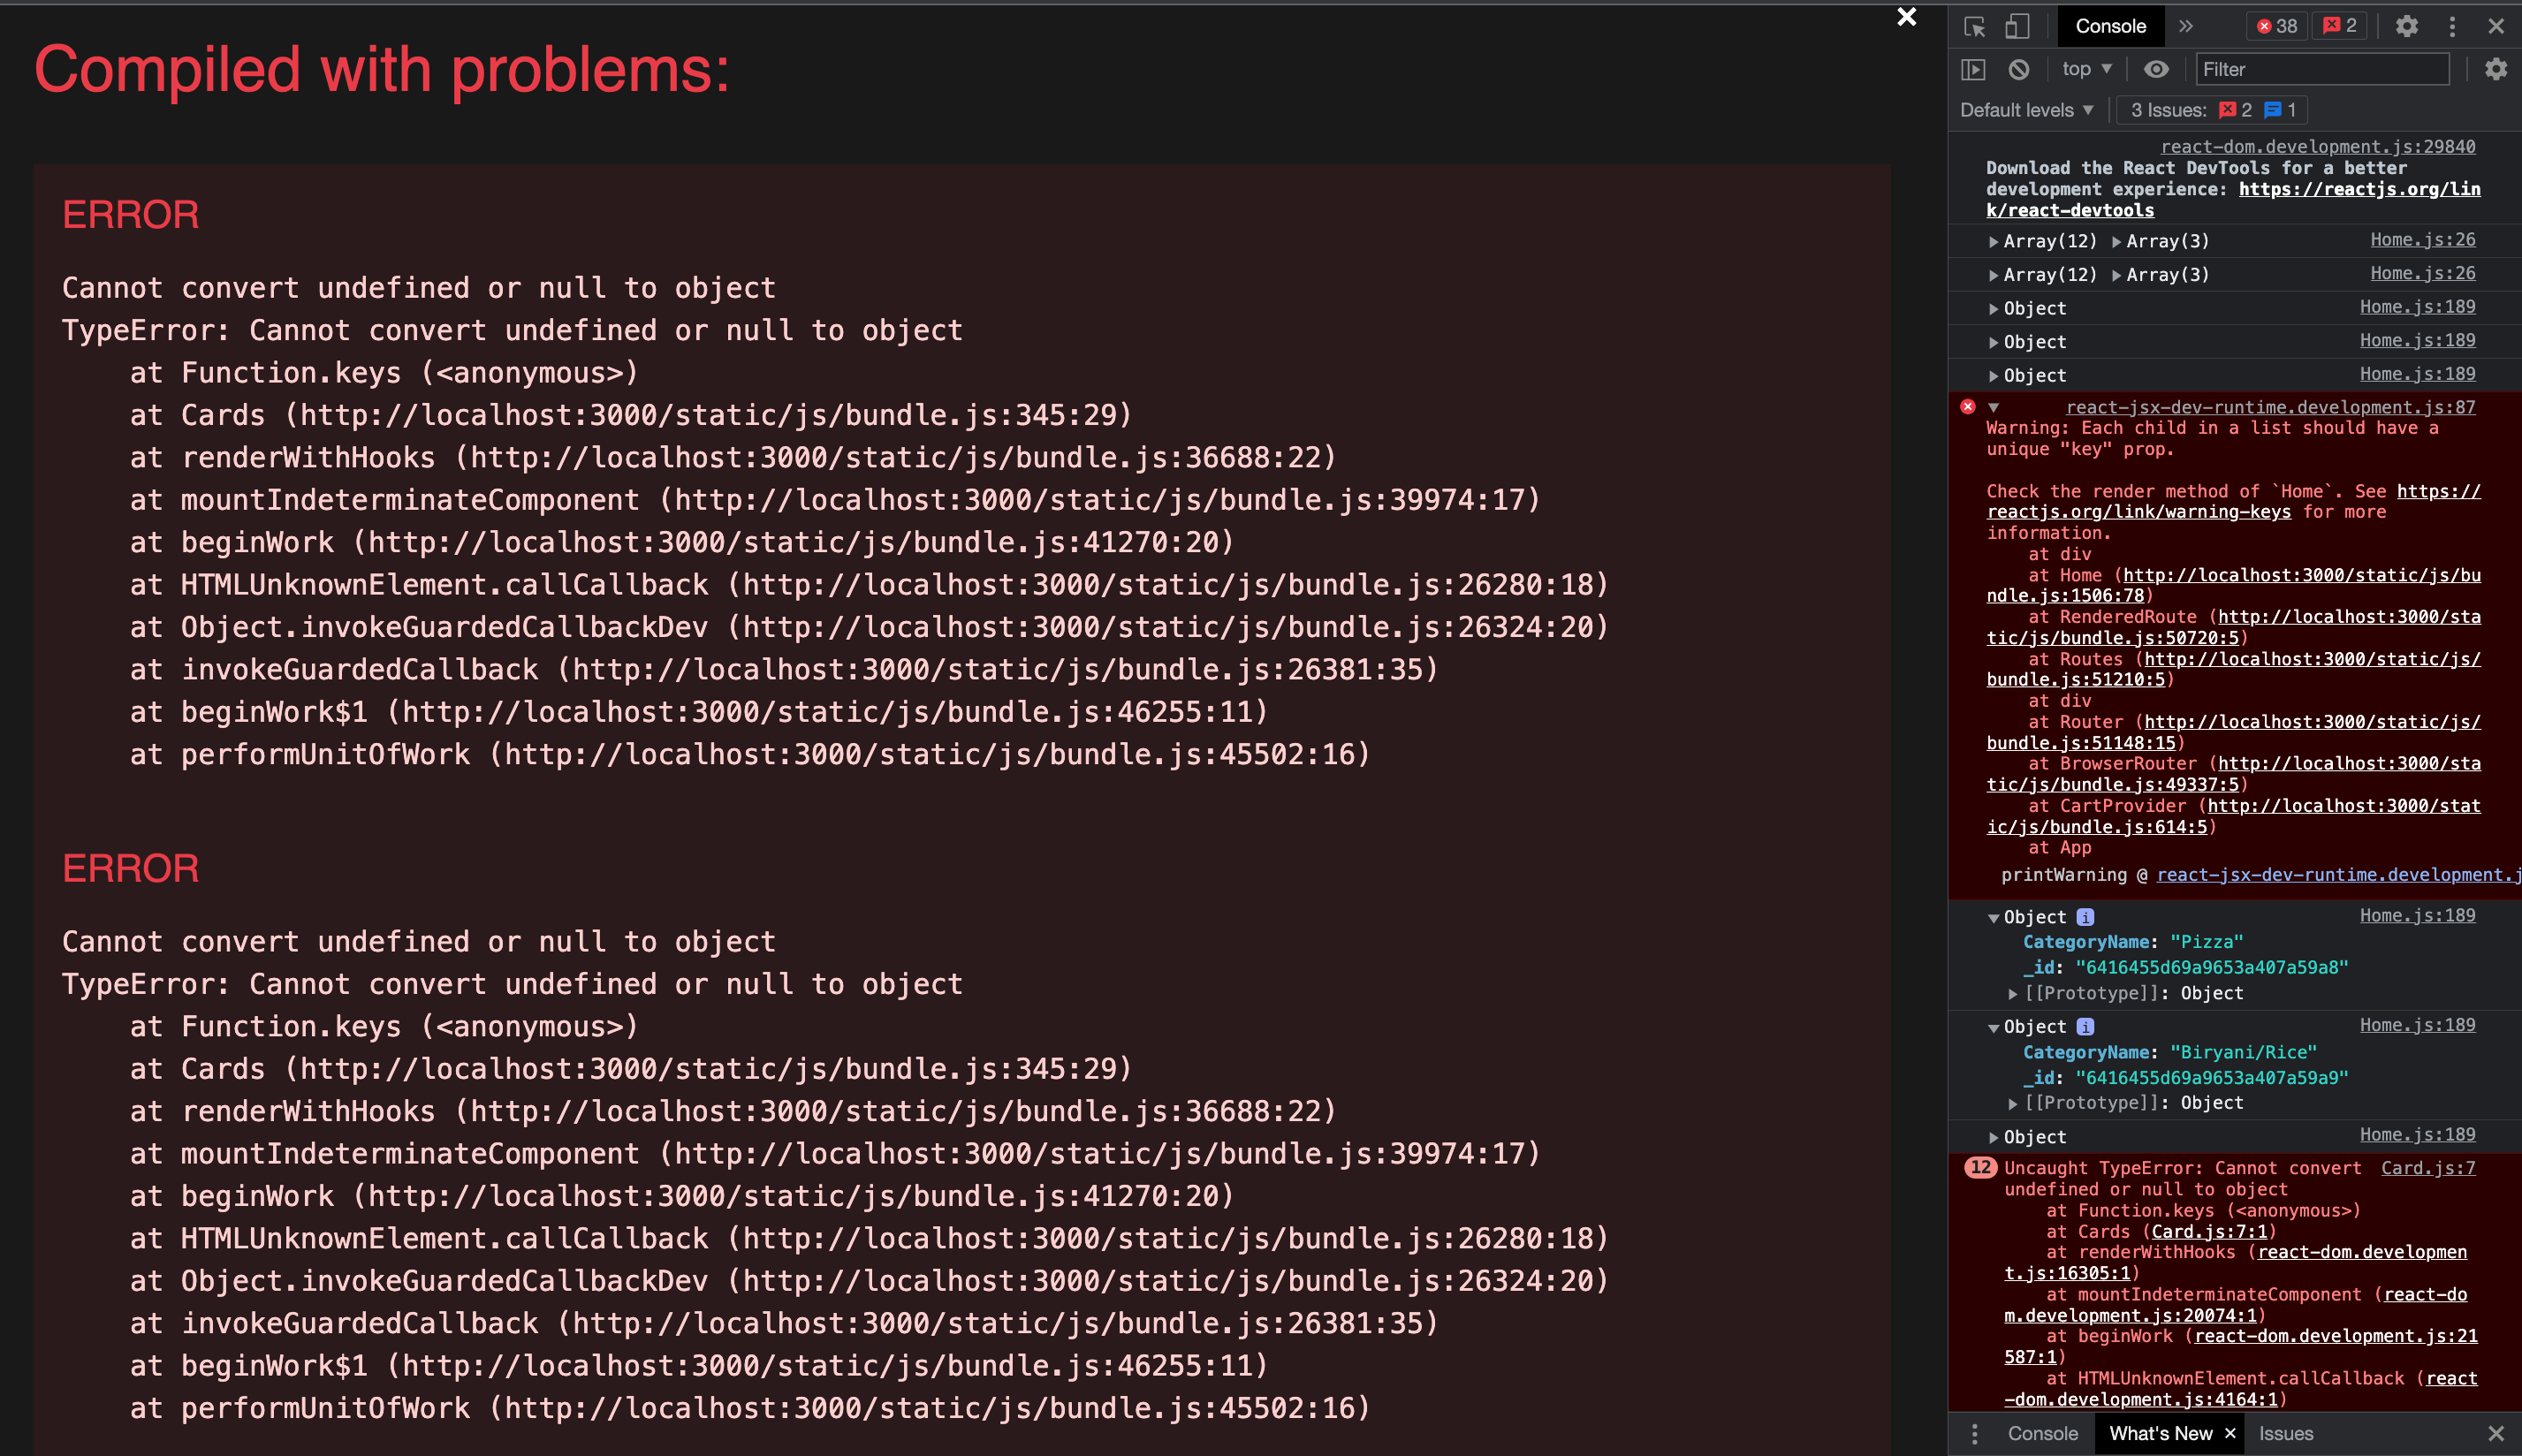 Compiled with problems:
ERROR
Cannot convert undefined or null to object
TypeError: Cannot convert undefined or null to object
at Function.keys (<anonymous>)
at Cards (http://localhost:3000/static/js/bundle.js:345:29)
at renderWithHooks (http://localhost:3000/static/js/bundle.js:36688:22)
at mountIndeterminateComponent (http://localhost:3000/static/js/bundle.js:39974:17)
at beginWork (http://localhost:3000/static/js/bundle.js:41270:20)
at HTMLUnknownElement.callCallback (http://localhost:3000/static/js/bundle.js:26280:18)
at Object.invokeGuardedCallbackDev (http://localhost:3000/static/js/bundle.js:26324:20)
at invokeGuardedCallback (http://localhost:3000/static/js/bundle.js:26381:35)
at beginWork$1 (http://localhost:3000/static/js/bundle.js:46255:11)
at performUnitOfWork (http://localhost:3000/static/js/bundle.js:45502:16)
ERROR
Cannot convert undefined or null to object
TypeError: Cannot convert undefined or null to object
at Function.keys (<anonymous>)
at Cards (http://localhost:3000/static/js/bundle.js:345:29)
at renderWithHooks (http://localhost:3000/static/js/bundle.js:36688:22)
at mountIndeterminateComponent (http://localhost:3000/static/js/bundle.js:39974:17)
at beginWork (http://localhost:3000/static/js/bundle.js:41270:20)
at HTMLUnknownElement.callCallback (http://localhost:3000/static/js/bundle.js:26280:18)
at Object.invokeGuardedCallbackDev (http://localhost:3000/static/js/bundle.js:26324:20)
at invokeGuardedCallback (http://localhost:3000/static/js/bundle.js:26381:35)
at beginWork$1 (http://localhost:3000/static/js/bundle.js:46255:11)
at performUnitOfWork (http://localhost:3000/static/js/bundle.js:45502:16)
Console 38 2
top Filter
Default levels 3 Issues: 2 1
react-dom.development.js:29840
Download the React DevTools for a better
development experience: https://reactjs.org/lin
k/react-devtools
Array(12) Array(3) Home.js:26
Array(12) Array(3) Home.js:26
Object Home.js:189
Object Home.js:189
Object Home.js:189
react-jsx-dev-runtime.development.js:87
Warning: Each child in a list should have a
unique "key" prop.
Check the render method of `Home`. See https://
reactjs.org/link/warning-keys for more
information.
at div
at Home (http://localhost:3000/static/js/bu
ndle.js:1506:78)
at RenderedRoute (http://localhost:3000/sta
tic/js/bundle.js:50720:5)
at Routes (http://localhost:3000/static/js/
bundle.js:51210:5)
at div
at Router (http://localhost:3000/static/js/
bundle.js:51148:15)
at BrowserRouter (http://localhost:3000/sta
tic/js/bundle.js:49337:5)
at CartProvider (http://localhost:3000/stat
ic/js/bundle.js:614:5)
at App
printWarning @ react-jsx-dev-runtime.development.j
Object i Home.js:189
CategoryName: "Pizza"
_id: "6416455d69a9653a407a59a8"
[[Prototype]]: Object
Object i Home.js:189
CategoryName: "Biryani/Rice"
_id: "6416455d69a9653a407a59a9"
[[Prototype]]: Object
Object Home.js:189
12 Uncaught TypeError: Cannot convert Card.js:7
undefined or null to object
at Function.keys (<anonymous>)
at Cards (Card.js:7:1)
at renderWithHooks (react-dom.developmen
t.js:16305:1)
at mountIndeterminateComponent (react-do
m.development.js:20074:1)
at beginWork (react-dom.development.js:21
587:1)
at HTMLUnknownElement.callCallback (react
-dom.development.js:4164:1)
Console What's New Issues